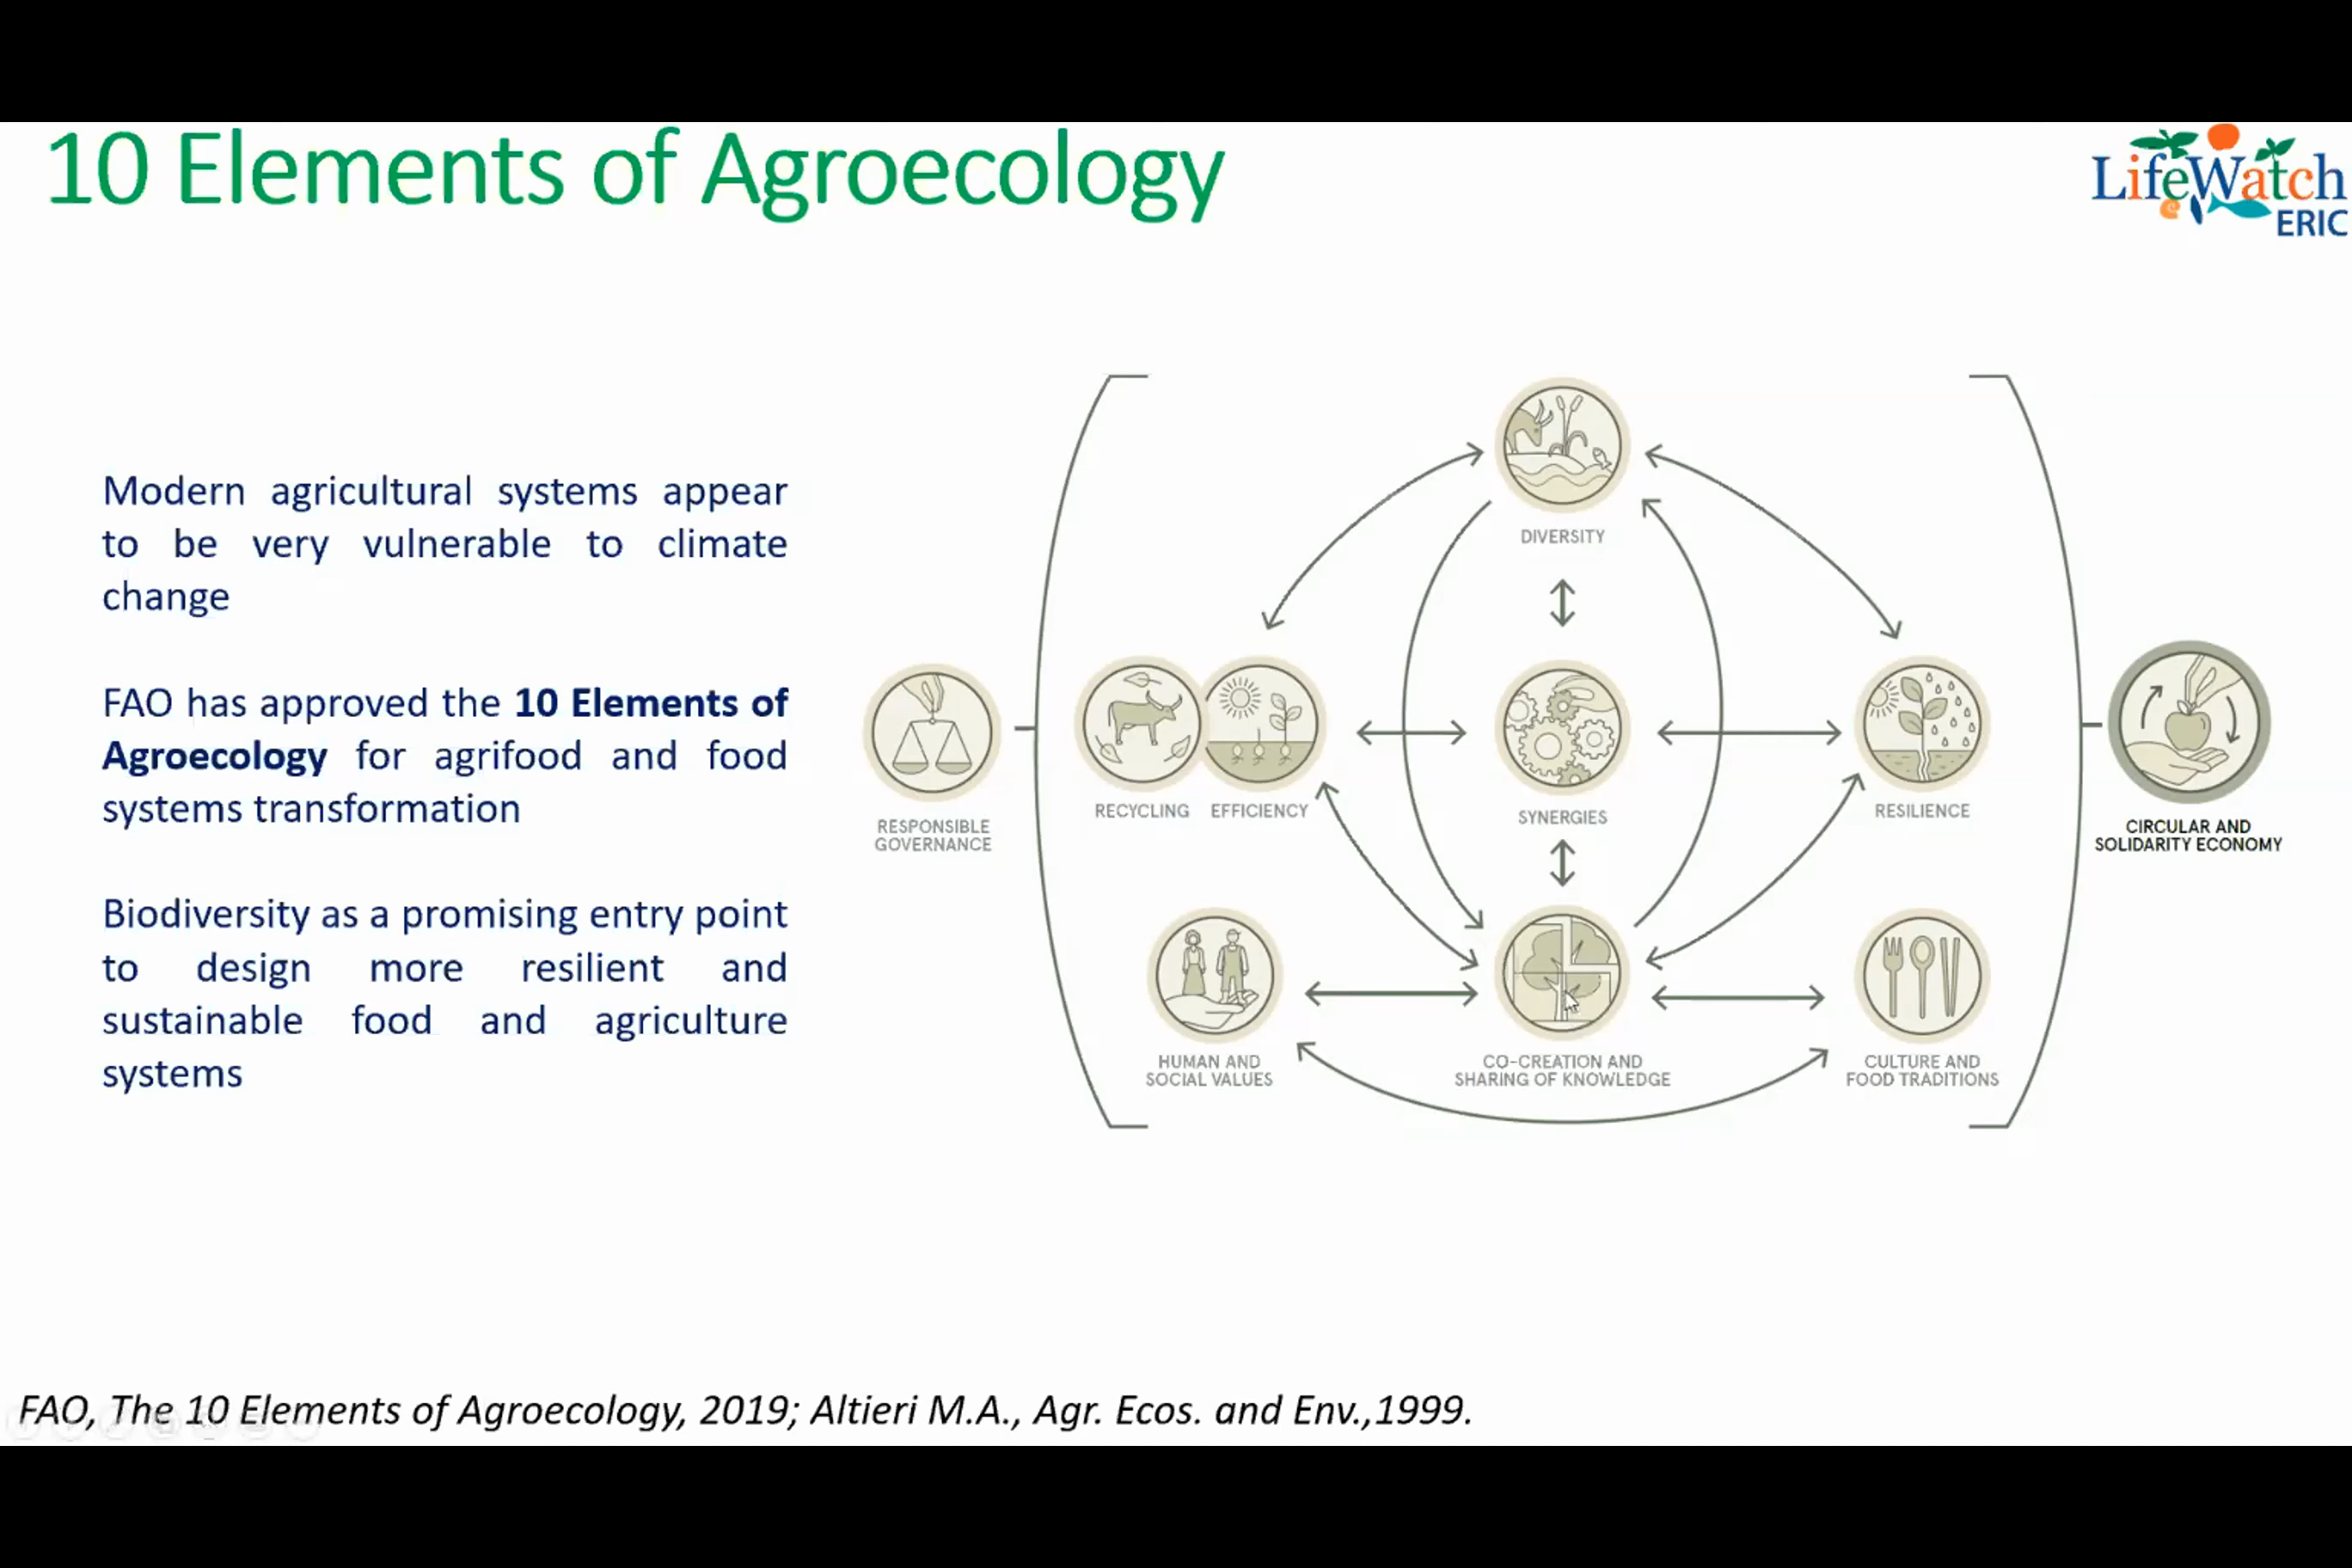 10 Elements of Agroecology
LifeWatch
ERIC
Modern agricultural systems appear
to be very vulnerable to climate
change
FAO has approved the 10 Elements of
Agroecology for agrifood and food
systems transformation
Biodiversity as a promising entry point
to design more resilient and
sustainable food and agriculture
systems
DIVERSITY
RESPONSIBLE
GOVERNANCE
RECYCLING
EFFICIENCY
SYNERGIES
RESILIENCE
CIRCULAR AND
SOLIDARITY ECONOMY
HUMAN AND
SOCIAL VALUES
CO-CREATION AND
SHARING OF KNOWLEDGE
CULTURE AND
FOOD TRADITIONS
FAO, The 10 Elements of Agroecology, 2019; Altieri M.A., Agr. Ecos. and Env.,1999.